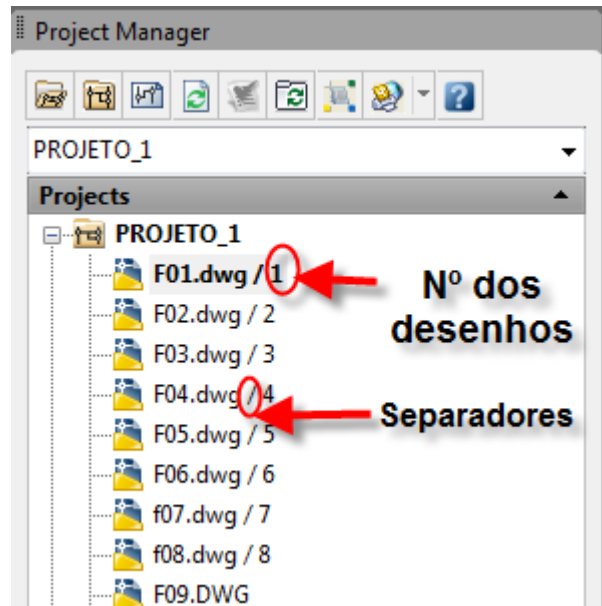 Project Manager
PROJETO_1
Projects
PROJETO_1
F01.dwg / 1
Nº dos
desenhos
F02.dwg / 2
F03.dwg / 3
F04.dwg / 4
Separadores
F05.dwg / 5
F06.dwg / 6
f07.dwg / 7
f08.dwg / 8
F09.DWG